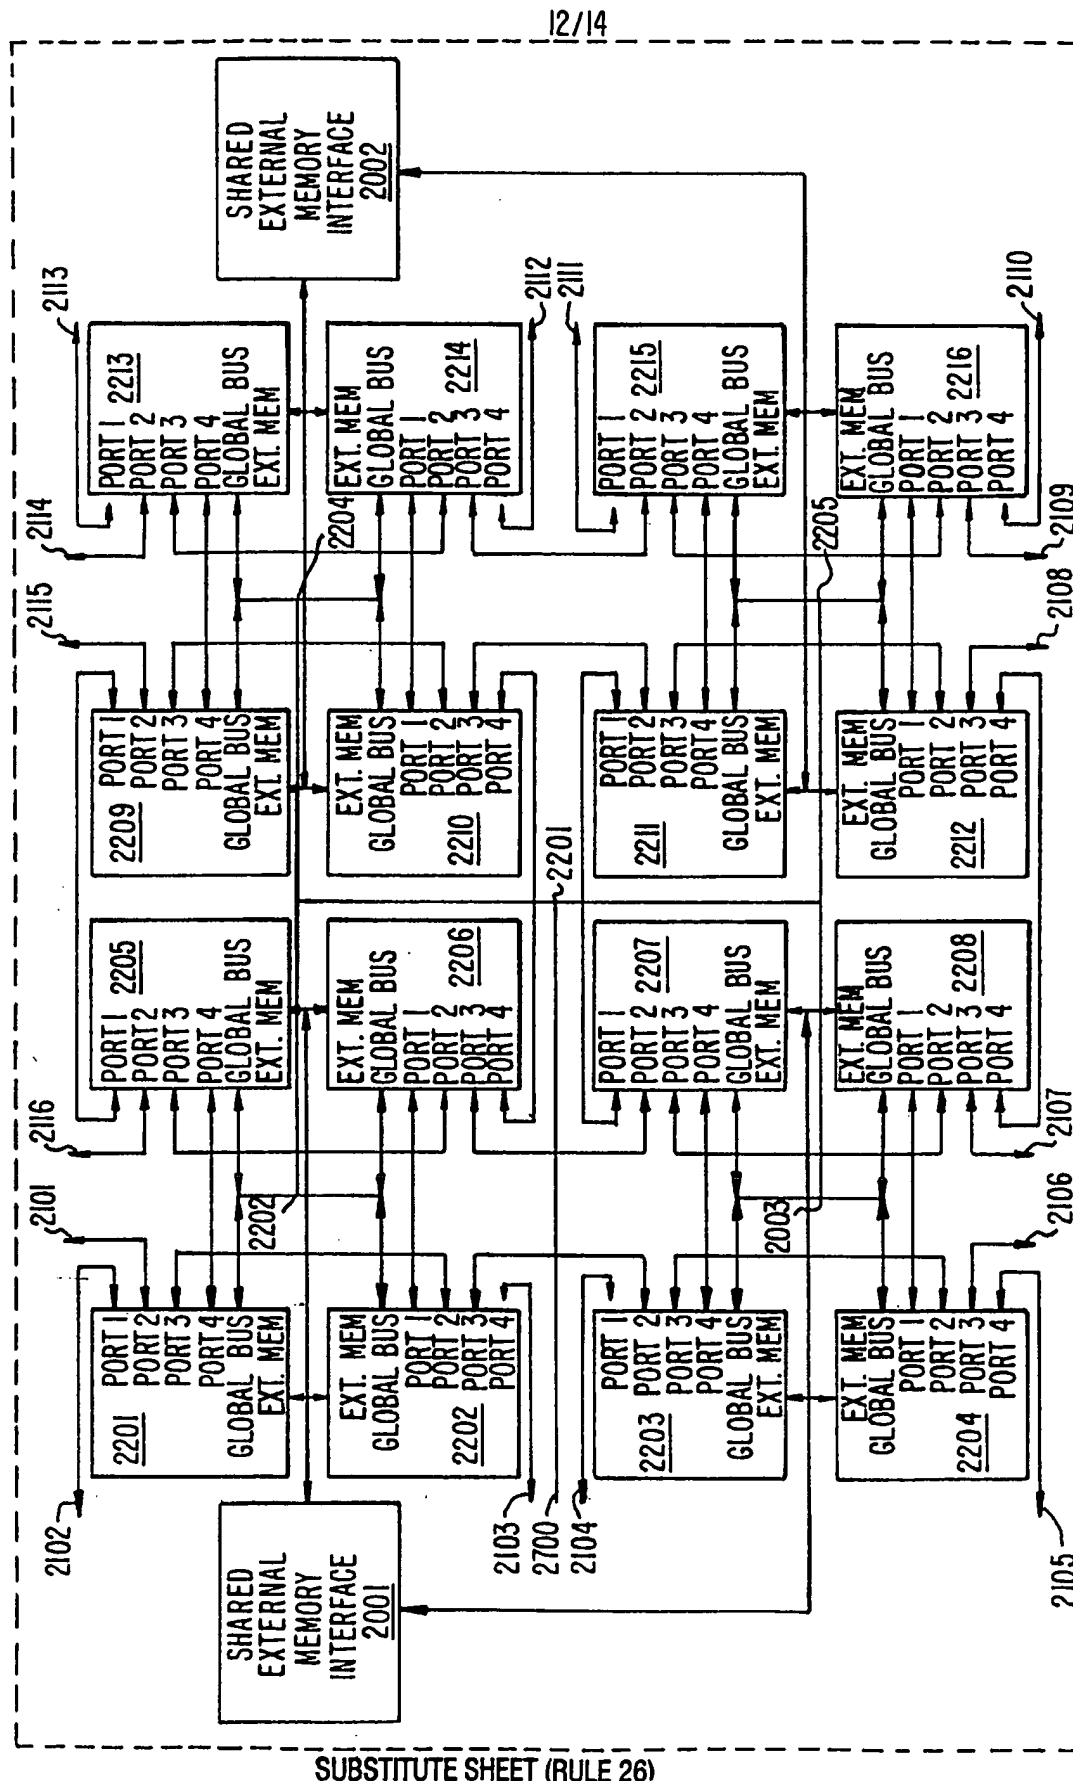 12/14
SHARED
EXTERNAL
MEMORY
INTERFACE
2002
2113
2114
2115
2116
2101
2102
PORT 1
PORT 2
PORT 3
PORT 4
GLOBAL BUS
EXT. MEM
2213
EXT. MEM
GLOBAL BUS
PORT 1
PORT 2
PORT 3
PORT 4
2214
2112
2111
PORT 1
PORT 2
PORT 3
PORT 4
GLOBAL BUS
EXT. MEM
2215
EXT. MEM
GLOBAL BUS
PORT 1
PORT 2
PORT 3
PORT 4
2216
2110
2109
2108
2204
2205
PORT 1
PORT 2
PORT 3
PORT 4
GLOBAL BUS
EXT. MEM
2209
EXT. MEM
GLOBAL BUS
PORT 1
PORT 2
PORT 3
PORT 4
2210
PORT 1
PORT 2
PORT 3
PORT 4
GLOBAL BUS
EXT. MEM
2211
EXT. MEM
GLOBAL BUS
PORT 1
PORT 2
PORT 3
PORT 4
2212
2201
PORT 1
PORT 2
PORT 3
PORT 4
GLOBAL BUS
EXT. MEM
2205
EXT. MEM
GLOBAL BUS
PORT 1
PORT 2
PORT 3
PORT 4
2206
PORT 1
PORT 2
PORT 3
PORT 4
GLOBAL BUS
EXT. MEM
2207
EXT. MEM
GLOBAL BUS
PORT 1
PORT 2
PORT 3
PORT 4
2208
2107
2106
2202
2003
PORT 1
PORT 2
PORT 3
PORT 4
GLOBAL BUS
EXT. MEM
2201
EXT. MEM
GLOBAL BUS
PORT 1
PORT 2
PORT 3
PORT 4
2202
PORT 1
PORT 2
PORT 3
PORT 4
GLOBAL BUS
EXT. MEM
2203
EXT. MEM
GLOBAL BUS
PORT 1
PORT 2
PORT 3
PORT 4
2204
2103
2700
2104
2105
SHARED
EXTERNAL
MEMORY
INTERFACE
2001
SUBSTITUTE SHEET (RULE 26)